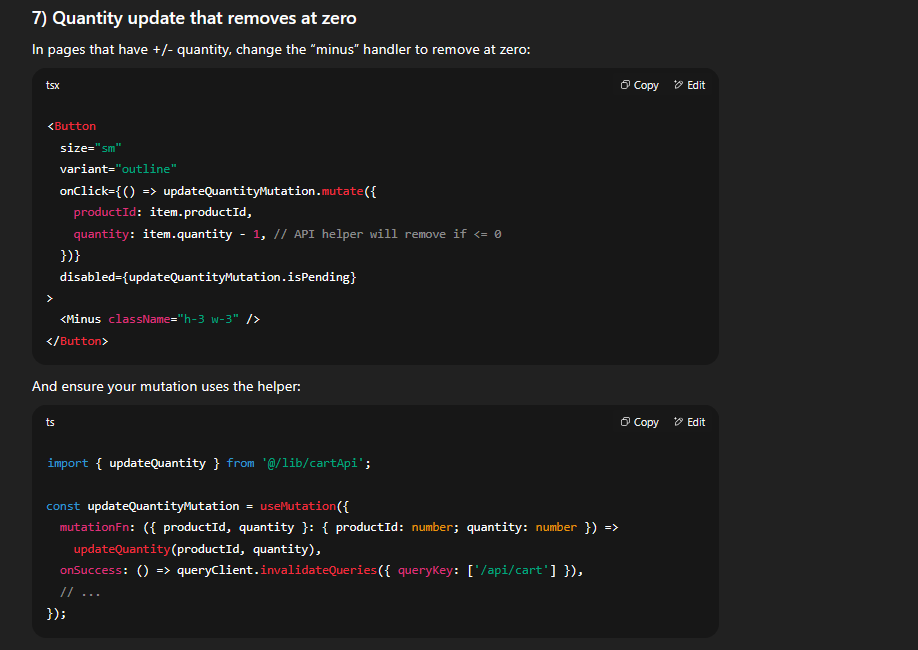 7) Quantity update that removes at zero
In pages that have +/- quantity, change the “minus” handler to remove at zero:
tsx
Copy
Edit
<Button
  size="sm"
  variant="outline"
  onClick={() => updateQuantityMutation.mutate({
    productId: item.productId,
    quantity: item.quantity - 1, // API helper will remove if <= 0
  })}
  disabled={updateQuantityMutation.isPending}
>
  <Minus className="h-3 w-3" />
</Button>
And ensure your mutation uses the helper:
ts
Copy
Edit
import { updateQuantity } from '@/lib/cartApi';
const updateQuantityMutation = useMutation({
  mutationFn: ({ productId, quantity }: { productId: number; quantity: number }) =>
    updateQuantity(productId, quantity),
  onSuccess: () => queryClient.invalidateQueries({ queryKey: ['/api/cart'] }),
  // ...
});